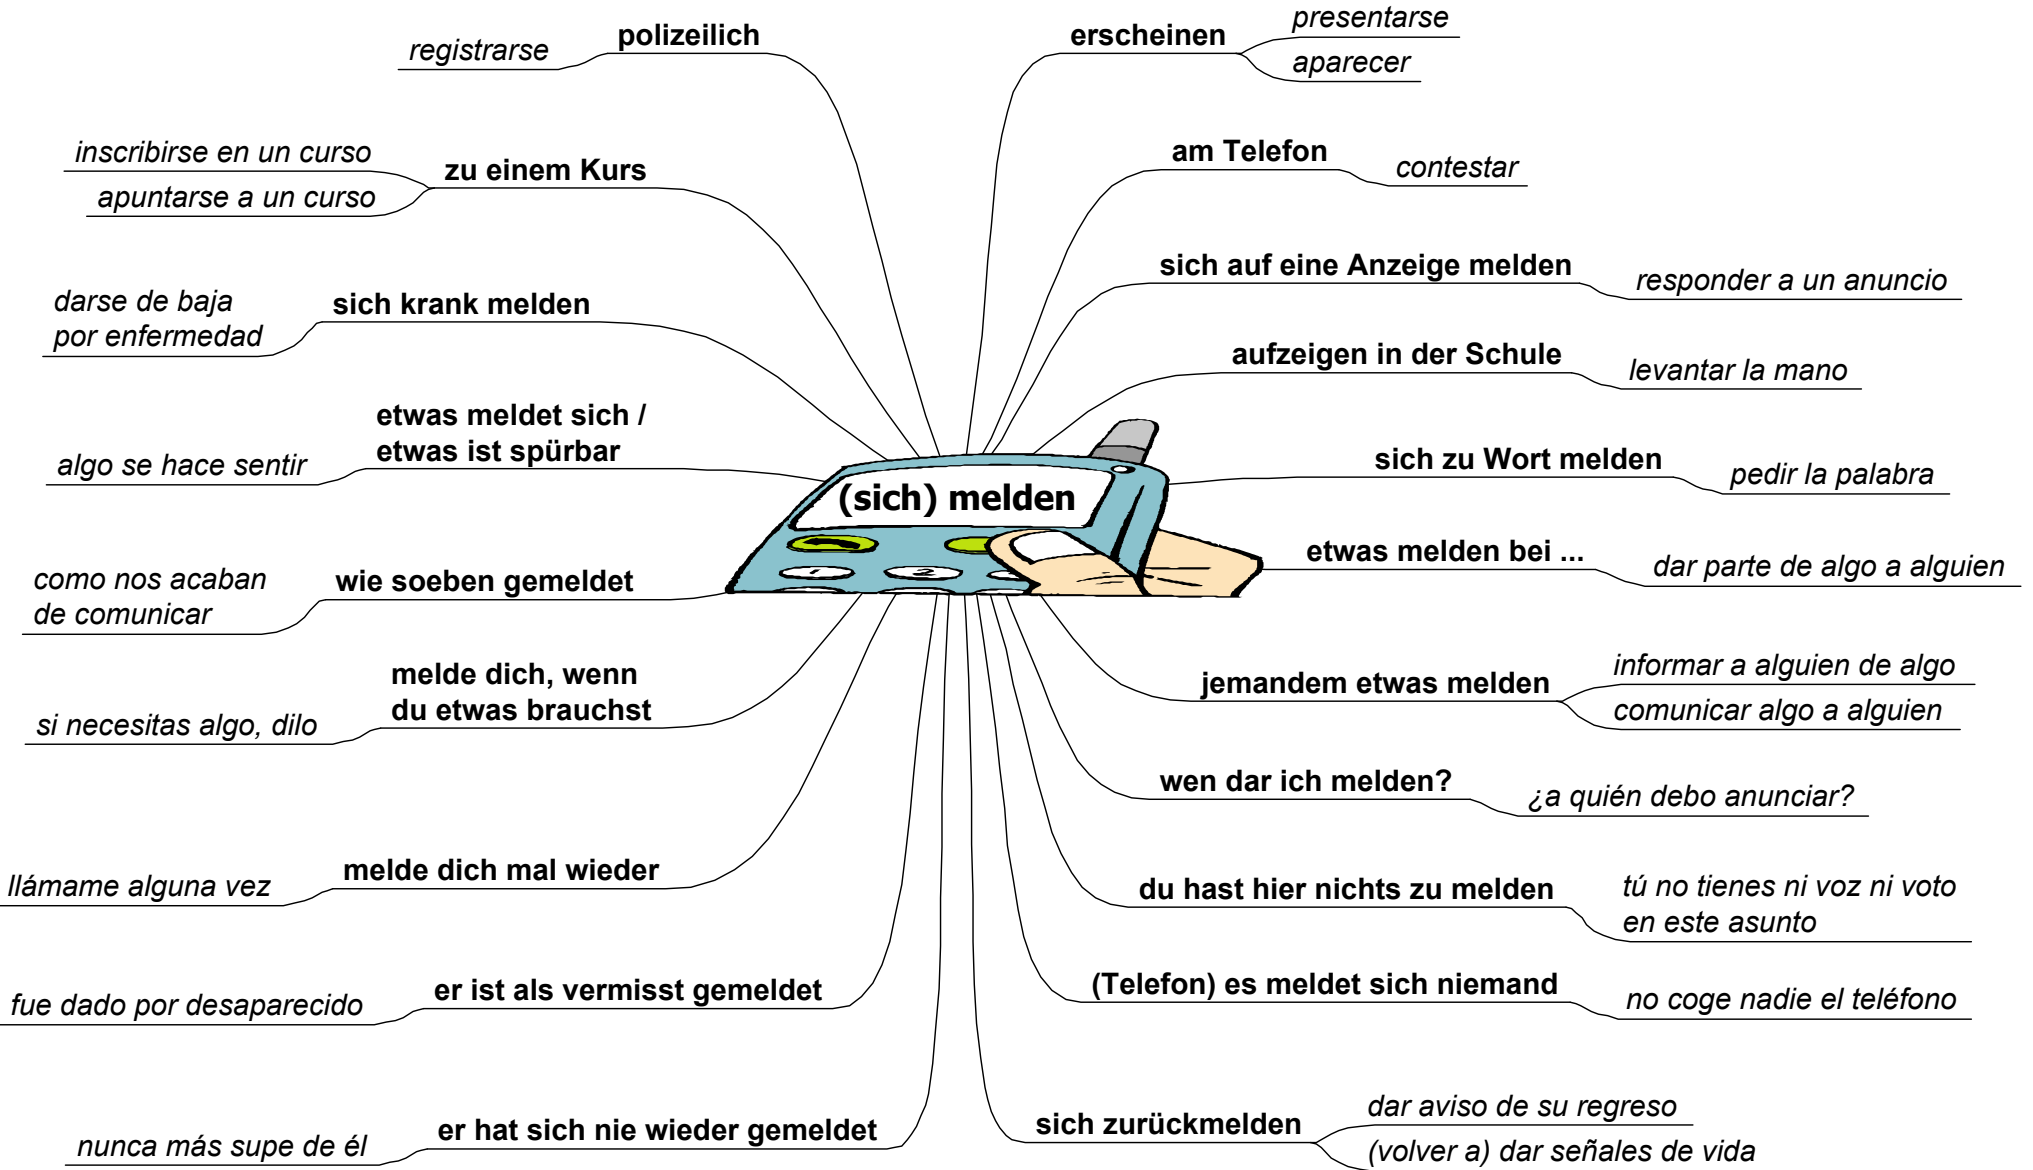 (sich) melden
1
2
erscheinen
presentarse
aparecer
am Telefon
contestar
sich auf eine Anzeige melden
responder a un anuncio
aufzeigen in der Schule
levantar la mano
sich zu Wort melden
pedir la palabra
etwas melden bei ...
dar parte de algo a alguien
jemandem etwas melden
informar a alguien de algo
comunicar algo a alguien
wen dar ich melden?
¿a quién debo anunciar?
du hast hier nichts zu melden
tú no tienes ni voz ni voto
en este asunto
(Telefon) es meldet sich niemand
no coge nadie el teléfono
sich zurückmelden
dar aviso de su regreso
(volver a) dar señales de vida
polizeilich
registrarse
zu einem Kurs
inscribirse en un curso
apuntarse a un curso
sich krank melden
darse de baja
por enfermedad
etwas meldet sich /
etwas ist spürbar
algo se hace sentir
wie soeben gemeldet
como nos acaban
de comunicar
melde dich, wenn
du etwas brauchst
si necesitas algo, dilo
melde dich mal wieder
llámame alguna vez
er ist als vermisst gemeldet
fue dado por desaparecido
er hat sich nie wieder gemeldet
nunca más supe de él